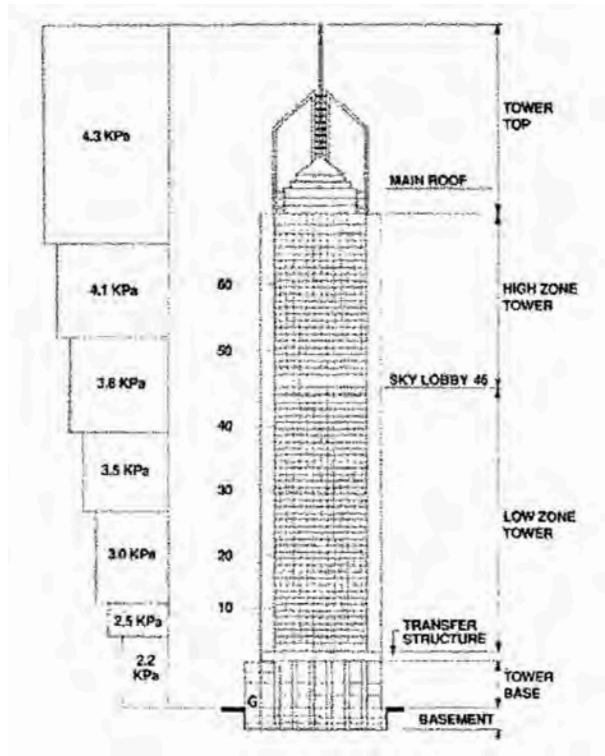 4.3 KPa
4.1 KPa
3.8 KPa
3.5 KPa
3.0 KPa
2.5 KPa
2.2
KPa
60
50
40
30
20
10
G
TOWER
TOP
MAIN ROOF
HIGH ZONE
TOWER
SKY LOBBY 46
LOW ZONE
TOWER
TRANSFER
STRUCTURE
TOWER
BASE
BASEMENT